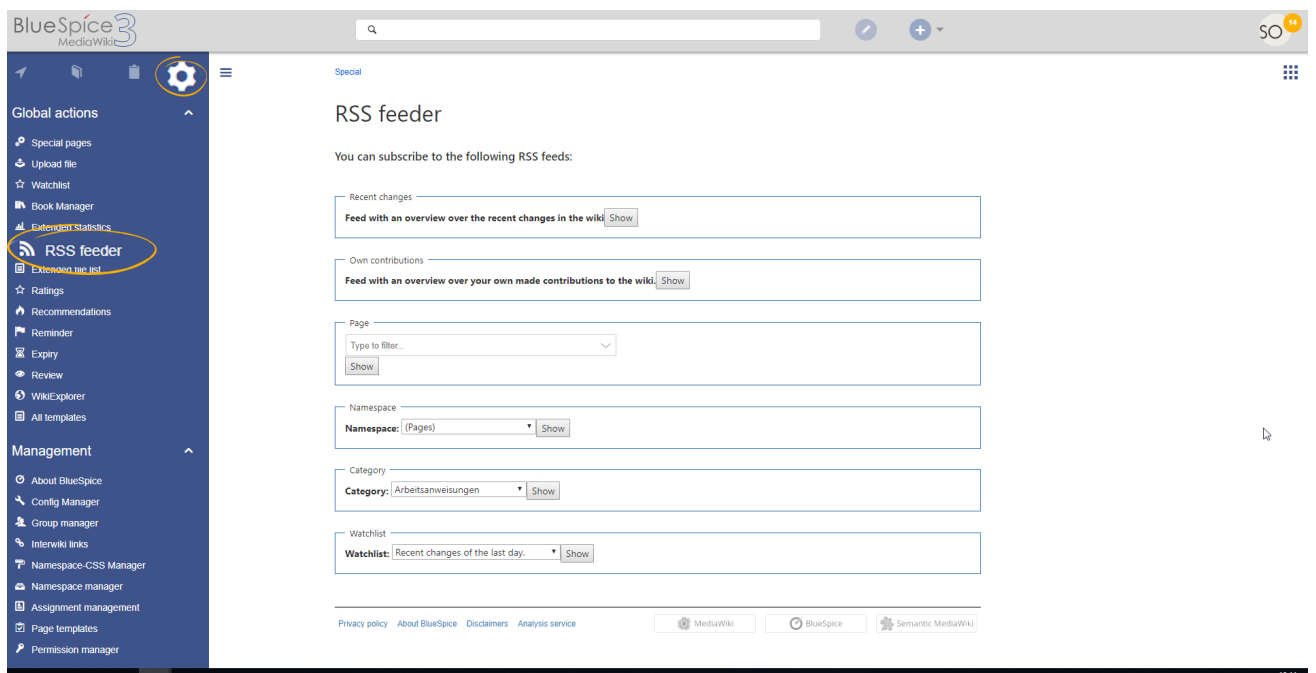 BlueSpice 3
MediaWiki
SO
14
Special
RSS feeder
You can subscribe to the following RSS feeds:
Recent changes
Feed with an overview over the recent changes in the wiki Show
Own contributions
Feed with an overview over your own made contributions to the wiki. Show
Page
Type to filter...
Show
Namespace
Namespace: (Pages) Show
Category
Category: Arbeitsanweisungen Show
Watchlist
Watchlist: Recent changes of the last day. Show
Privacy policy About BlueSpice Disclaimers Analysis service
MediaWiki BlueSpice Semantic MediaWiki
Global actions
Special pages
Upload file
Watchlist
Book Manager
Extended statistics
RSS feeder
Extended file list
Ratings
Recommendations
Reminder
Expiry
Review
WikiExplorer
All templates
Management
About BlueSpice
Config Manager
Group manager
Interwiki links
Namespace-CSS Manager
Namespace manager
Assignment management
Page templates
Permission manager